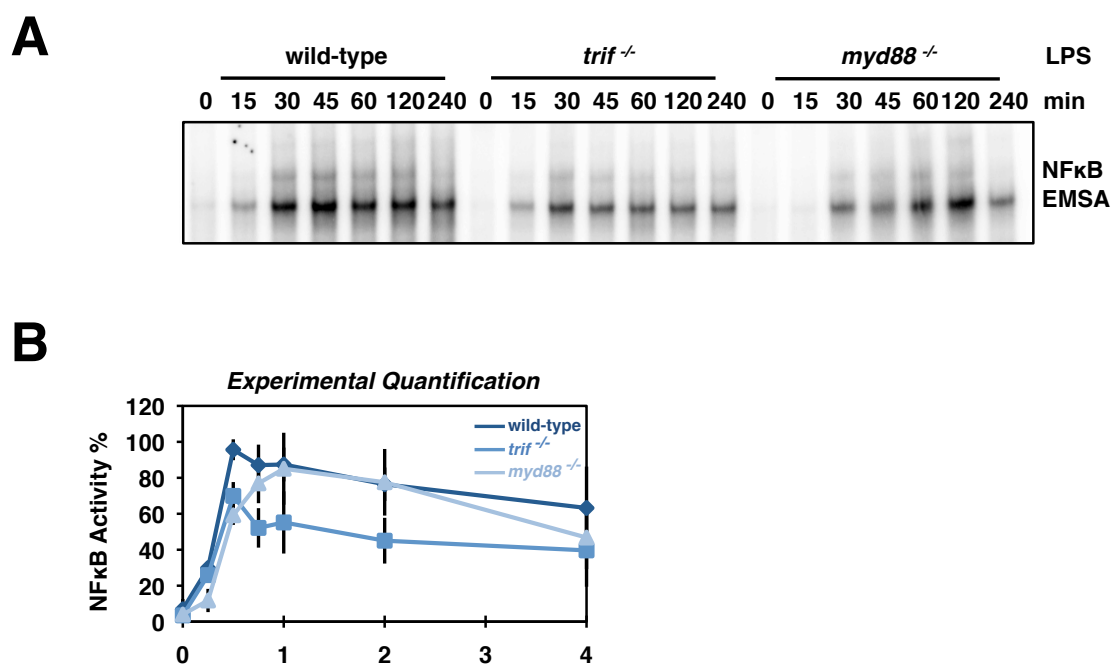 A
wild-type trif -/- myd88 -/- LPS
0 15 30 45 60 120 240 0 15 30 45 60 120 240 0 15 30 45 60 120 240 min
NFκB
EMSA
B
Experimental Quantification
NFκB Activity %
120
100
80
60
40
20
0
wild-type
trif -/-
myd88 -/-
0 1 2 3 4